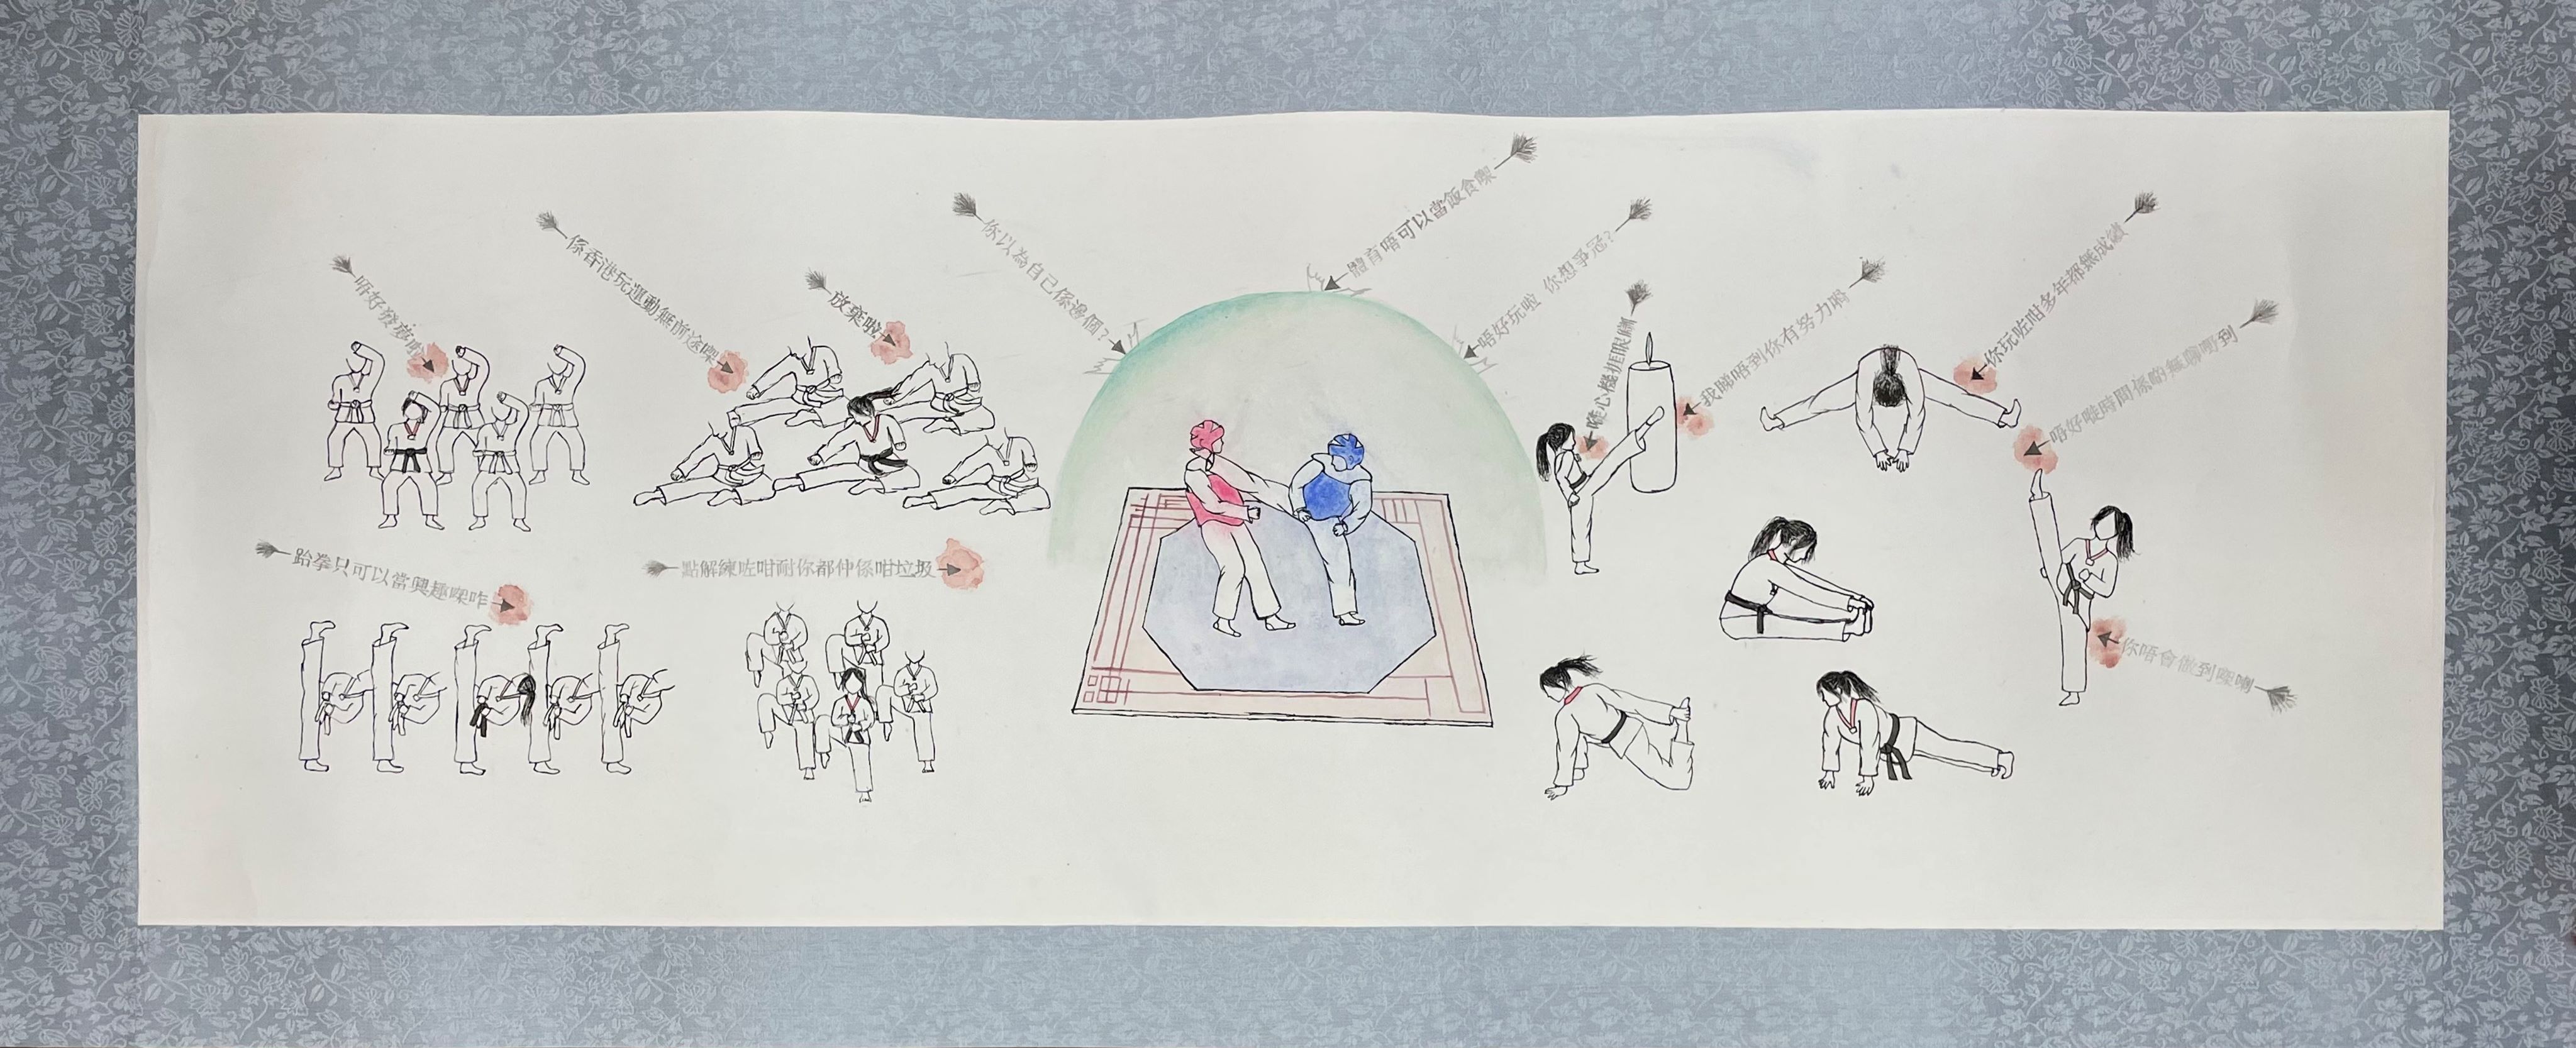 唔好發夢啦
係香港玩運動無前途㗎
放棄啦
你以為自己係邊個？
體育唔可以當飯食㗎
唔好玩啦 你想爭冠？
嘥心機捱眼瞓
我睇唔到你有努力喎
你玩咗咁多年都無成績
唔好嘥時間係啲無聊嘢到
跆拳只可以當興趣㗎咋
點解練咗咁耐你都仲係咁垃圾
你唔會做到㗎喇